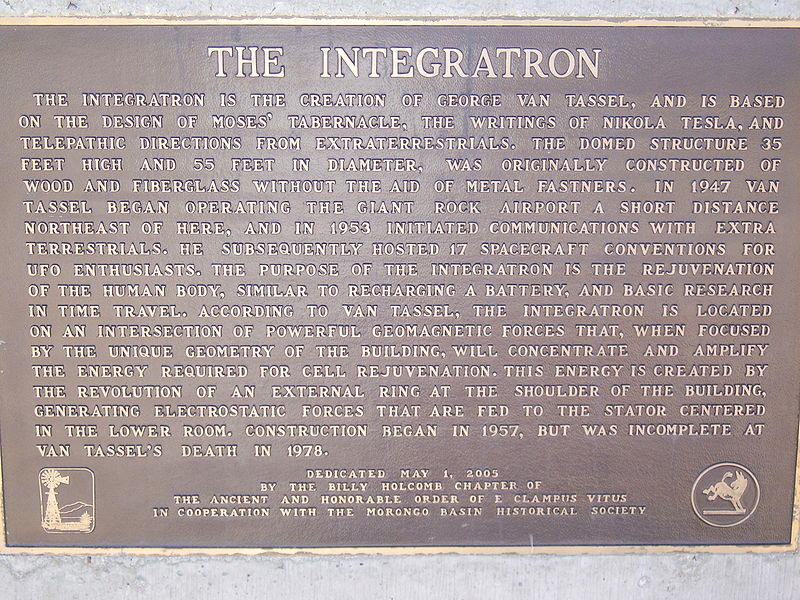 THE INTEGRATRON
THE INTEGRATRON IS THE CREATION OF GEORGE VAN TASSEL, AND IS BASED
ON THE DESIGN OF MOSES' TABERNACLE, THE WRITINGS OF NIKOLA TESLA, AND
TELEPATHIC DIRECTIONS FROM EXTRATERRESTRIALS. THE DOMED STRUCTURE 35
FEET HIGH AND 55 FEET IN DIAMETER, WAS ORIGINALLY CONSTRUCTED OF
WOOD AND FIBERGLASS WITHOUT THE AID OF METAL FASTNERS. IN 1947 VAN
TASSEL BEGAN OPERATING THE GIANT ROCK AIRPORT A SHORT DISTANCE
NORTHEAST OF HERE, AND IN 1953 INITIATED COMMUNICATIONS WITH EXTRA
TERRESTRIALS. HE SUBSEQUENTLY HOSTED 17 SPACECRAFT CONVENTIONS FOR
UFO ENTHUSIASTS. THE PURPOSE OF THE INTEGRATRON IS THE REJUVENATION
OF THE HUMAN BODY, SIMILAR TO RECHARGING A BATTERY, AND BASIC RESEARCH
IN TIME TRAVEL. ACCORDING TO VAN TASSEL, THE INTEGRATRON IS LOCATED
ON AN INTERSECTION OF POWERFUL GEOMAGNETIC FORCES THAT, WHEN FOCUSED
BY THE UNIQUE GEOMETRY OF THE BUILDING, WILL CONCENTRATE AND AMPLIFY
THE ENERGY REQUIRED FOR CELL REJUVENATION. THIS ENERGY IS CREATED BY
THE REVOLUTION OF AN EXTERNAL RING AT THE SHOULDER OF THE BUILDING,
GENERATING ELECTROSTATIC FORCES THAT ARE FED TO THE STATOR CENTERED
IN THE LOWER ROOM. CONSTRUCTION BEGAN IN 1957, BUT WAS INCOMPLETE AT
VAN TASSEL'S DEATH IN 1978.
DEDICATED MAY 1, 2005
BY THE BILLY HOLCOMB CHAPTER OF
THE ANCIENT AND HONORABLE ORDER OF E CLAMPUS VITUS
IN COOPERATION WITH THE MORONGO BASIN HISTORICAL SOCIETY